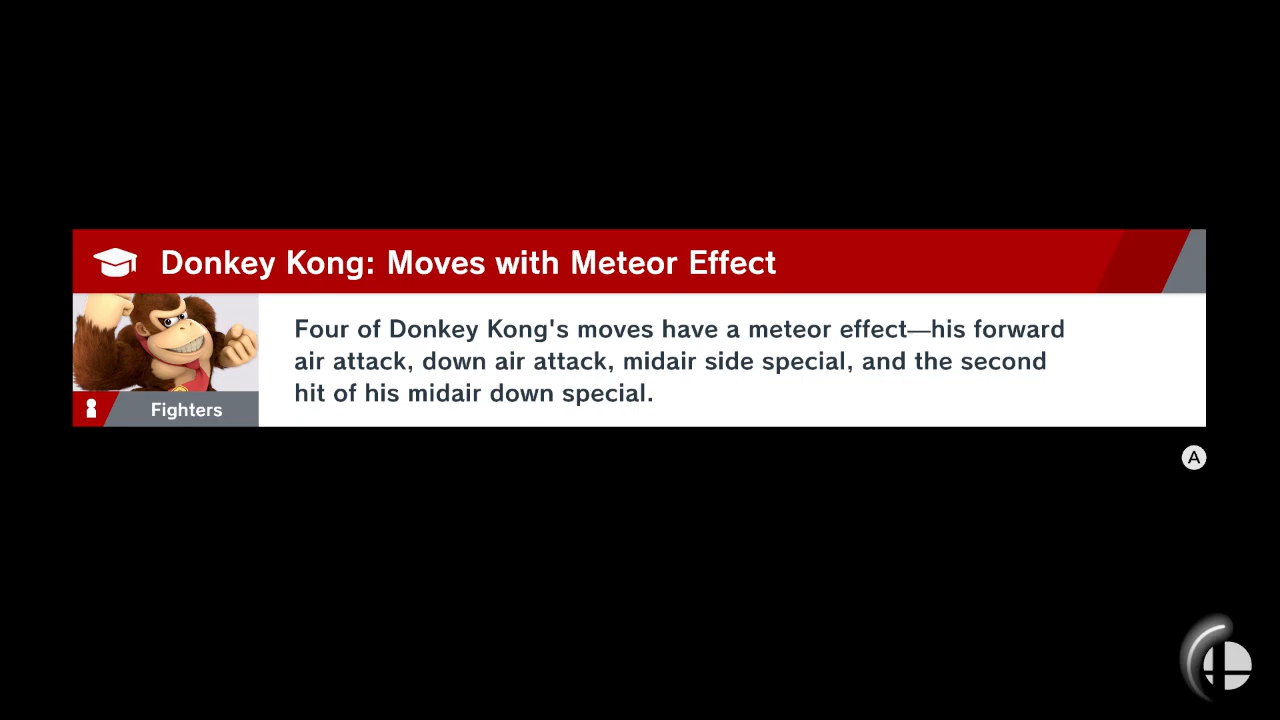 Donkey Kong: Moves with Meteor Effect
Four of Donkey Kong's moves have a meteor effect—his forward
air attack, down air attack, midair side special, and the second
hit of his midair down special.
Fighters
A